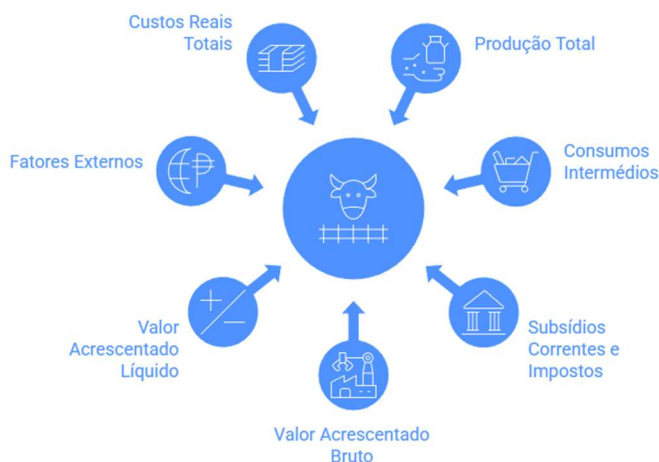 Custos Reais
Totais
Produção Total
Fatores Externos
Consumos
Intermédios
Valor
Acrescentado
Líquido
Subsídios
Correntes e
Impostos
Valor Acrescentado
Bruto